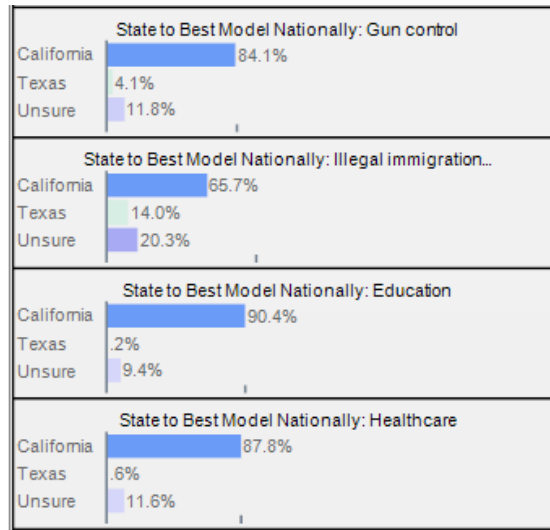 State to Best Model Nationally: Gun control
California 84.1%
Texas 4.1%
Unsure 11.8%
State to Best Model Nationally: Illegal immigration...
California 65.7%
Texas 14.0%
Unsure 20.3%
State to Best Model Nationally: Education
California 90.4%
Texas .2%
Unsure 9.4%
State to Best Model Nationally: Healthcare
California 87.8%
Texas .6%
Unsure 11.6%